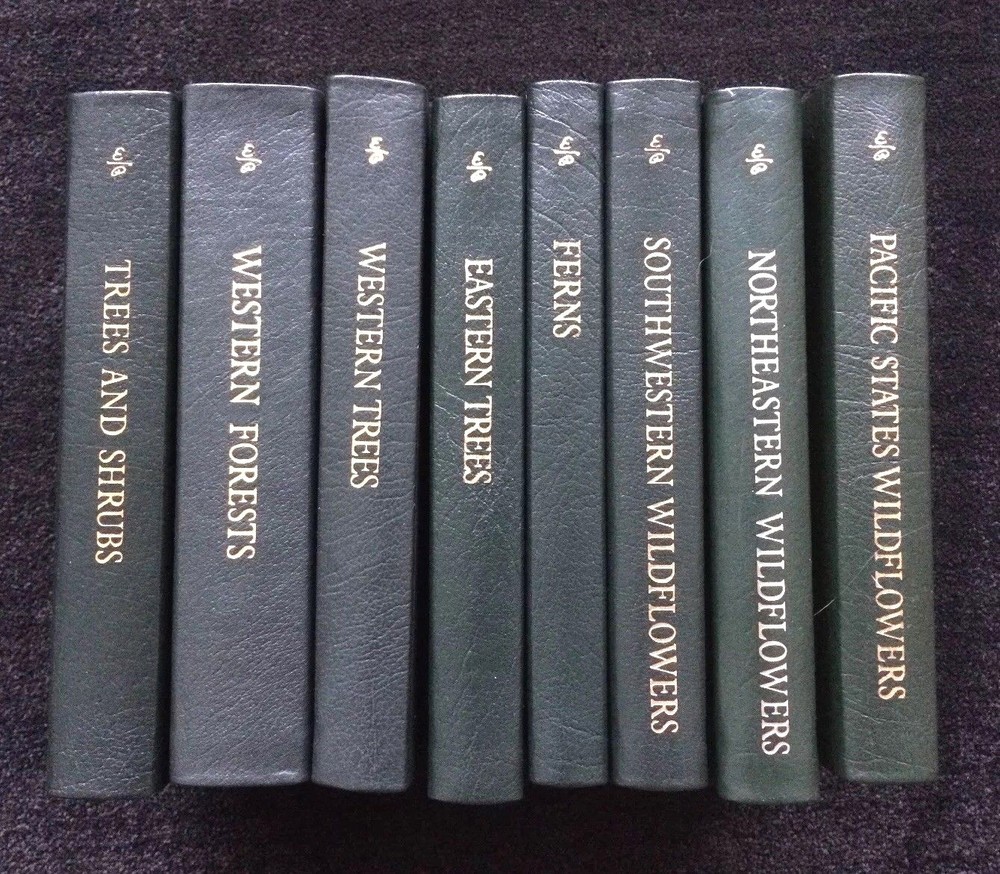 TREES AND SHRUBS
WESTERN FORESTS
WESTERN TREES
EASTERN TREES
FERNS
SOUTHWESTERN WILDFLOWERS
NORTHEASTERN WILDFLOWERS
PACIFIC STATES WILDFLOWERS